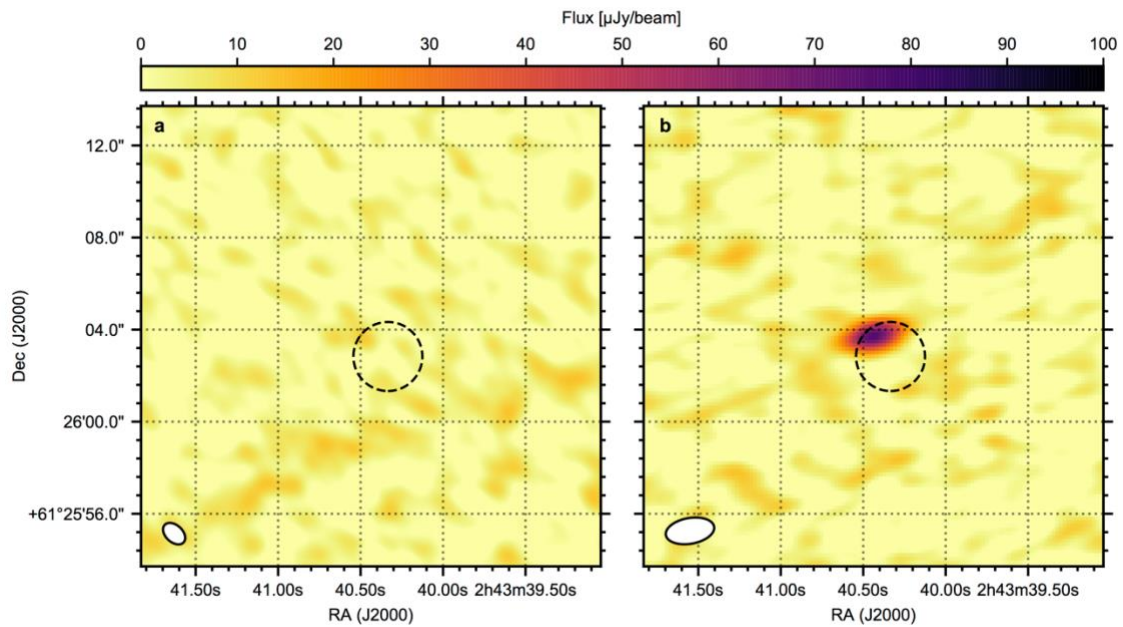 Flux [μJy/beam]
0 10 20 30 40 50 60 70 80 90 100
a b
12.0"
08.0"
04.0"
26'00.0"
+61°25'56.0"
Dec (J2000)
41.50s 41.00s 40.50s 40.00s 2h43m39.50s 41.50s 41.00s 40.50s 40.00s 2h43m39.50s
RA (J2000) RA (J2000)